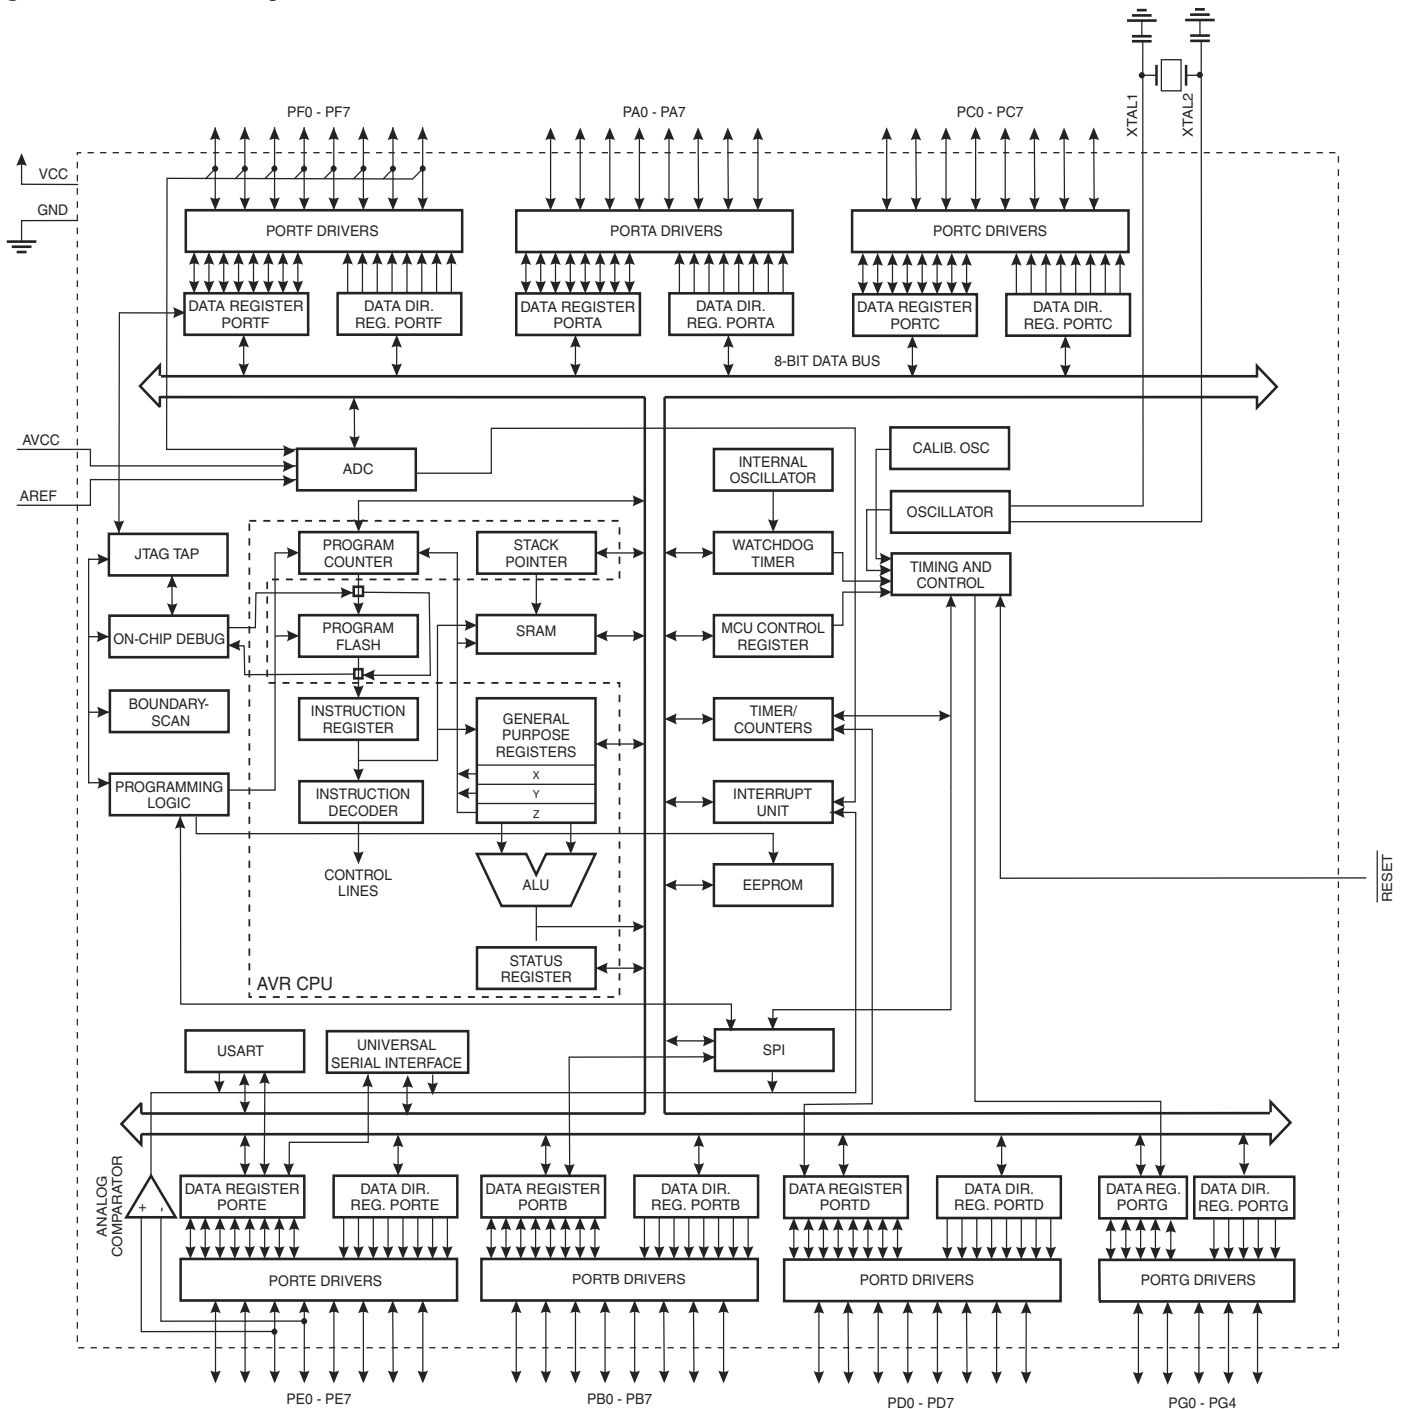 XTAL1
XTAL2
PF0 - PF7
PA0 - PA7
PC0 - PC7
VCC
GND
PORTF DRIVERS
PORTA DRIVERS
PORTC DRIVERS
DATA REGISTER
PORTF
DATA DIR.
REG. PORTF
DATA REGISTER
PORTA
DATA DIR.
REG. PORTA
DATA REGISTER
PORTC
DATA DIR.
REG. PORTC
8-BIT DATA BUS
AVCC
AREF
ADC
INTERNAL
OSCILLATOR
CALIB. OSC
OSCILLATOR
JTAG TAP
PROGRAM
COUNTER
STACK
POINTER
WATCHDOG
TIMER
TIMING AND
CONTROL
ON-CHIP DEBUG
PROGRAM
FLASH
SRAM
MCU CONTROL
REGISTER
BOUNDARY-
SCAN
INSTRUCTION
REGISTER
GENERAL
PURPOSE
REGISTERS
X
Y
Z
TIMER/
COUNTERS
PROGRAMMING
LOGIC
INSTRUCTION
DECODER
INTERRUPT
UNIT
CONTROL
LINES
ALU
EEPROM
RESET
STATUS
REGISTER
AVR CPU
USART
UNIVERSAL
SERIAL INTERFACE
SPI
ANALOG
COMPARATOR
+ -
DATA REGISTER
PORTE
DATA DIR.
REG. PORTE
DATA REGISTER
PORTB
DATA DIR.
REG. PORTB
DATA REGISTER
PORTD
DATA DIR.
REG. PORTD
DATA REG.
PORTG
DATA DIR.
REG. PORTG
PORTE DRIVERS
PORTB DRIVERS
PORTD DRIVERS
PORTG DRIVERS
PE0 - PE7
PB0 - PB7
PD0 - PD7
PG0 - PG4